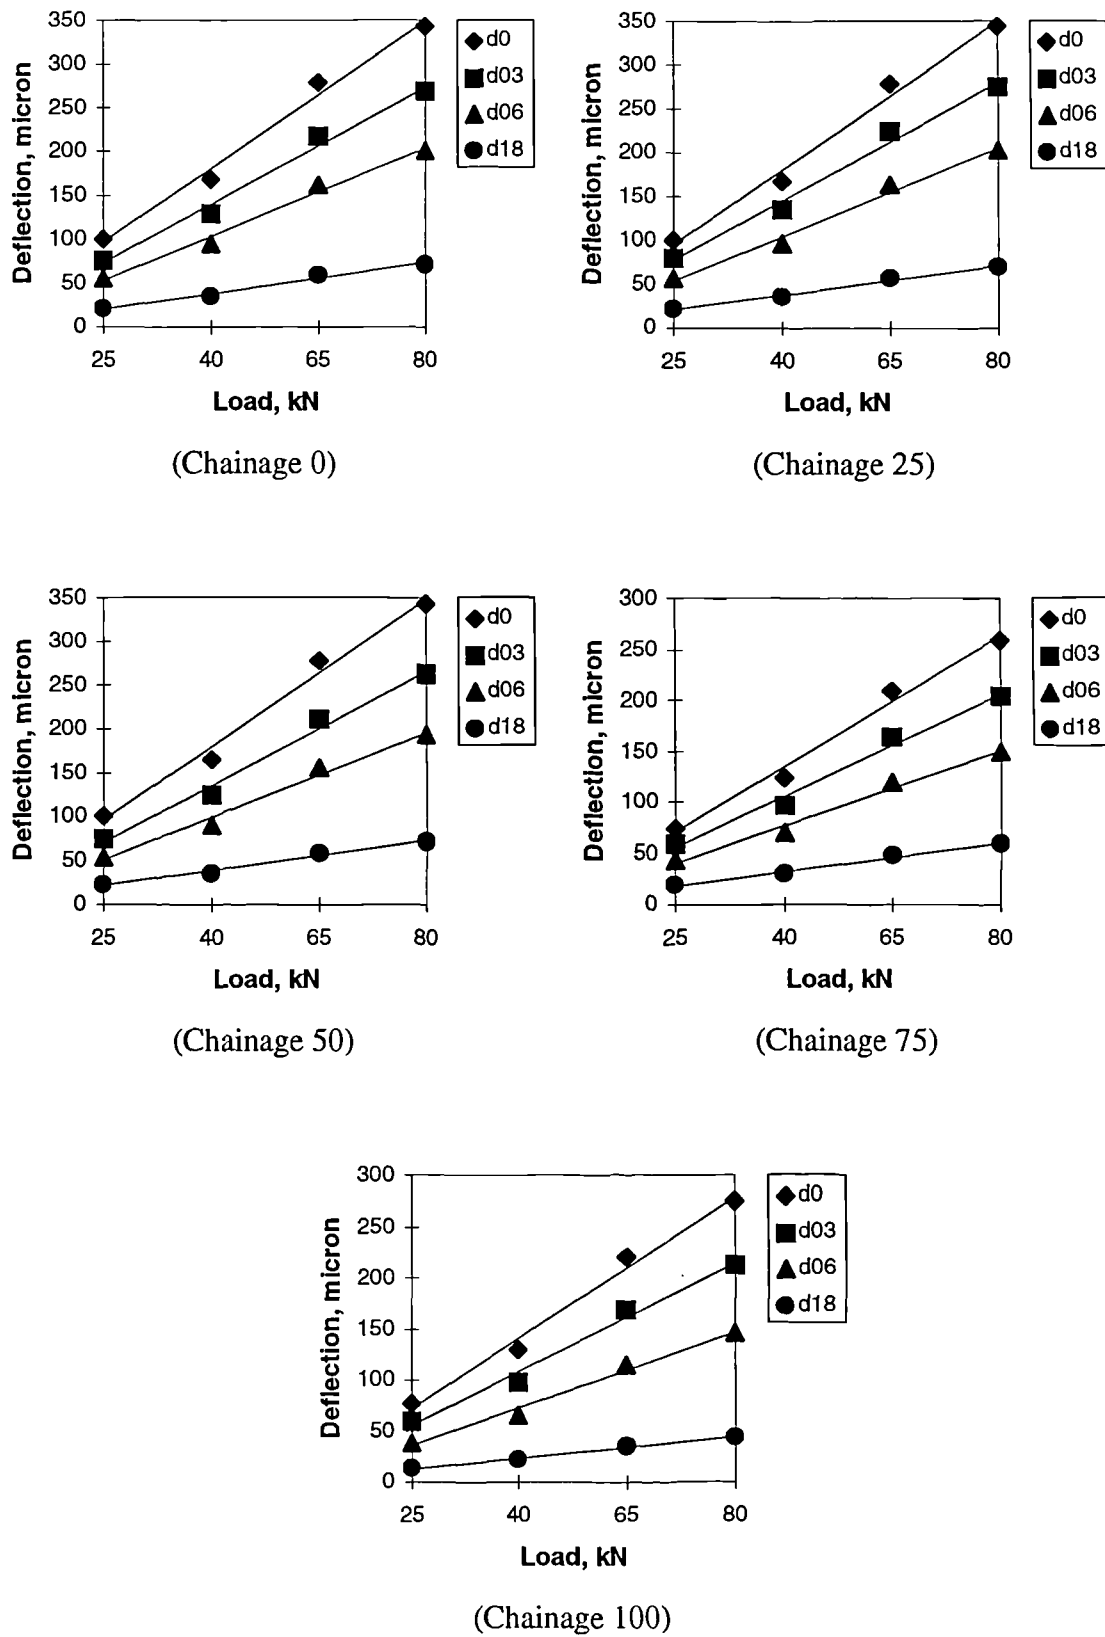 350
300
250
200
150
100
50
0
Deflection, micron
25 40 65 80
Load, kN
d0
d03
d06
d18
(Chainage 0)
350
300
250
200
150
100
50
0
Deflection, micron
25 40 65 80
Load, kN
d0
d03
d06
d18
(Chainage 25)
350
300
250
200
150
100
50
0
Deflection, micron
25 40 65 80
Load, kN
d0
d03
d06
d18
(Chainage 50)
300
250
200
150
100
50
0
Deflection, micron
25 40 65 80
Load, kN
d0
d03
d06
d18
(Chainage 75)
300
250
200
150
100
50
0
Deflection, micron
25 40 65 80
Load, kN
d0
d03
d06
d18
(Chainage 100)